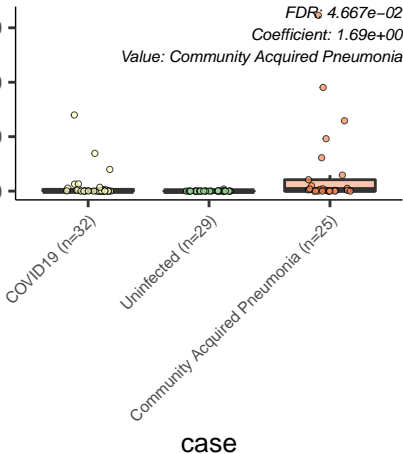 FDR: 4.667e−02
Coefficient: 1.69e+00
Value: Community Acquired Pneumonia
COVID19 (n=32)
Uninfected (n=29)
Community Acquired Pneumonia (n=25)
case